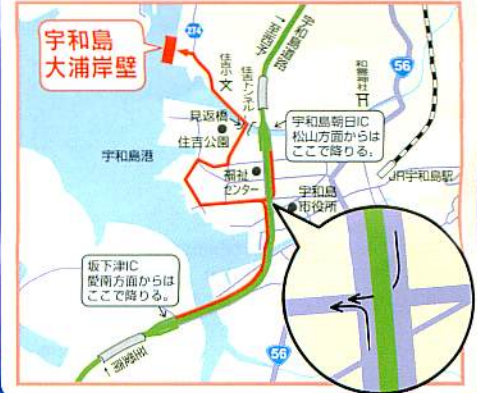 宇和島
大浦岸壁
274
宇和島道路
至西予
56
住吉小
文
住吉トンネル
和霊神社
見返橋
住吉公園
宇和島朝日IC
松山方面からは
ここで降りる。
宇和島港
福祉
センター
JR宇和島駅
宇和島
市役所
坂下津IC
愛南方面からは
ここで降りる。
56